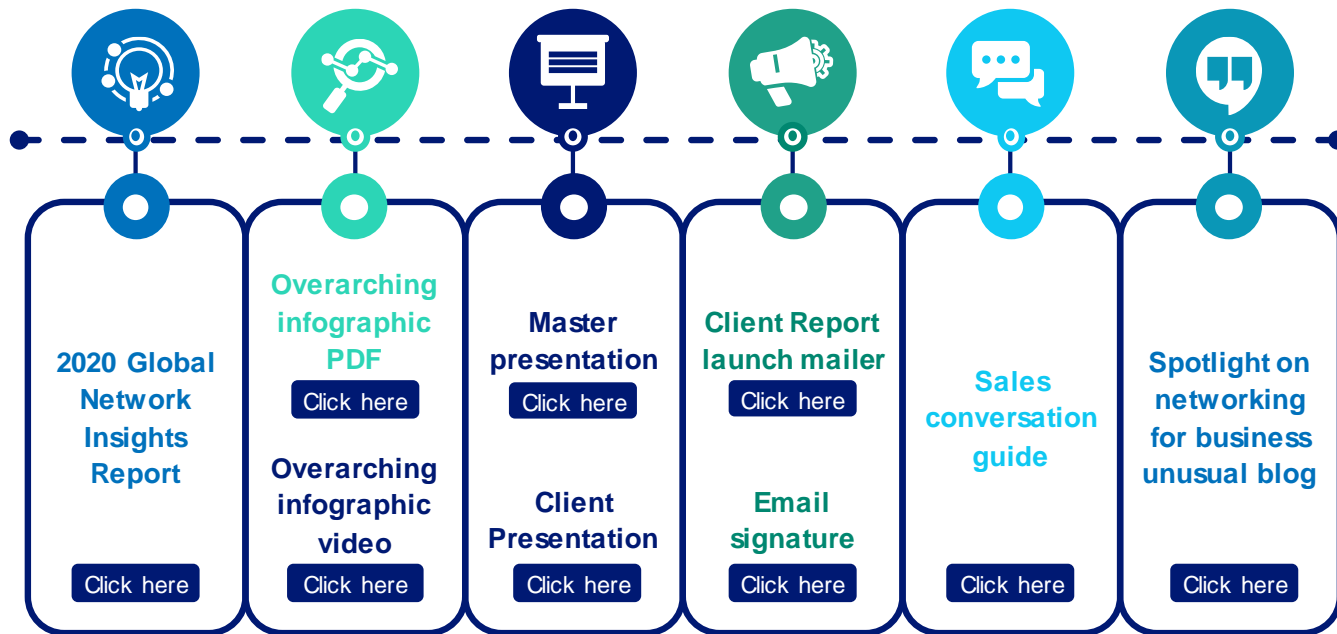 2020 Global
Network
Insights
Report
Click here
Overarching
infographic
PDF
Click here
Overarching
infographic
video
Click here
Master
presentation
Click here
Client
Presentation
Click here
Client Report
launch mailer
Click here
Email
signature
Click here
Sales
conversation
guide
Click here
Spotlight on
networking
for business
unusual blog
Click here